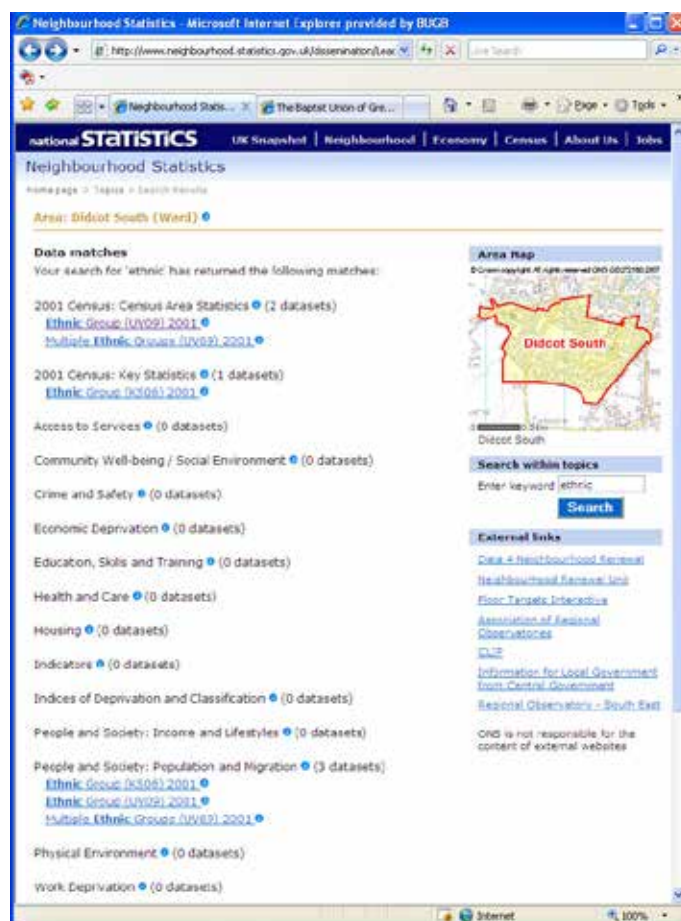 Neighbourhood Statistics - Microsoft Internet Explorer provided by BUGB
http://www.neighbourhood.statistics.gov.uk/dissemination/Lead
Live Search
Neighbourhood Statis...
The Baptist Union of Gre...
Page
Tools
national STATISTICS
UK Snapshot | Neighbourhood | Economy | Census | About Us | Jobs
Neighbourhood Statistics
Home page > Topics > Search Results
Area: Didcot South (Ward)
Data matches
Your search for 'ethnic' has returned the following matches:
2001 Census: Census Area Statistics (2 datasets)
Ethnic Group (UV09) 2001
Multiple Ethnic Groups (UV69) 2001
2001 Census: Key Statistics (1 datasets)
Ethnic Group (KS06) 2001
Access to Services (0 datasets)
Community Well-being / Social Environment (0 datasets)
Crime and Safety (0 datasets)
Economic Deprivation (0 datasets)
Education, Skills and Training (0 datasets)
Health and Care (0 datasets)
Housing (0 datasets)
Indicators (0 datasets)
Indices of Deprivation and Classification (0 datasets)
People and Society: Income and Lifestyles (0 datasets)
People and Society: Population and Migration (3 datasets)
Ethnic Group (KS06) 2001
Ethnic Group (UV09) 2001
Multiple Ethnic Groups (UV69) 2001
Physical Environment (0 datasets)
Work Deprivation (0 datasets)
Area Map
© Crown copyright. All rights reserved ONS
Didcot South
Didcot South
Search within topics
Enter keyword ethnic
Search
External links
Data 4 Neighbourhood Renewal
Neighbourhood Renewal Unit
Floor Targets Interactive
Association of Regional
Observatories
CLIP
Information for Local Government
from Central Government
Regional Observatory - South East
ONS is not responsible for the
content of external websites
Internet
100%